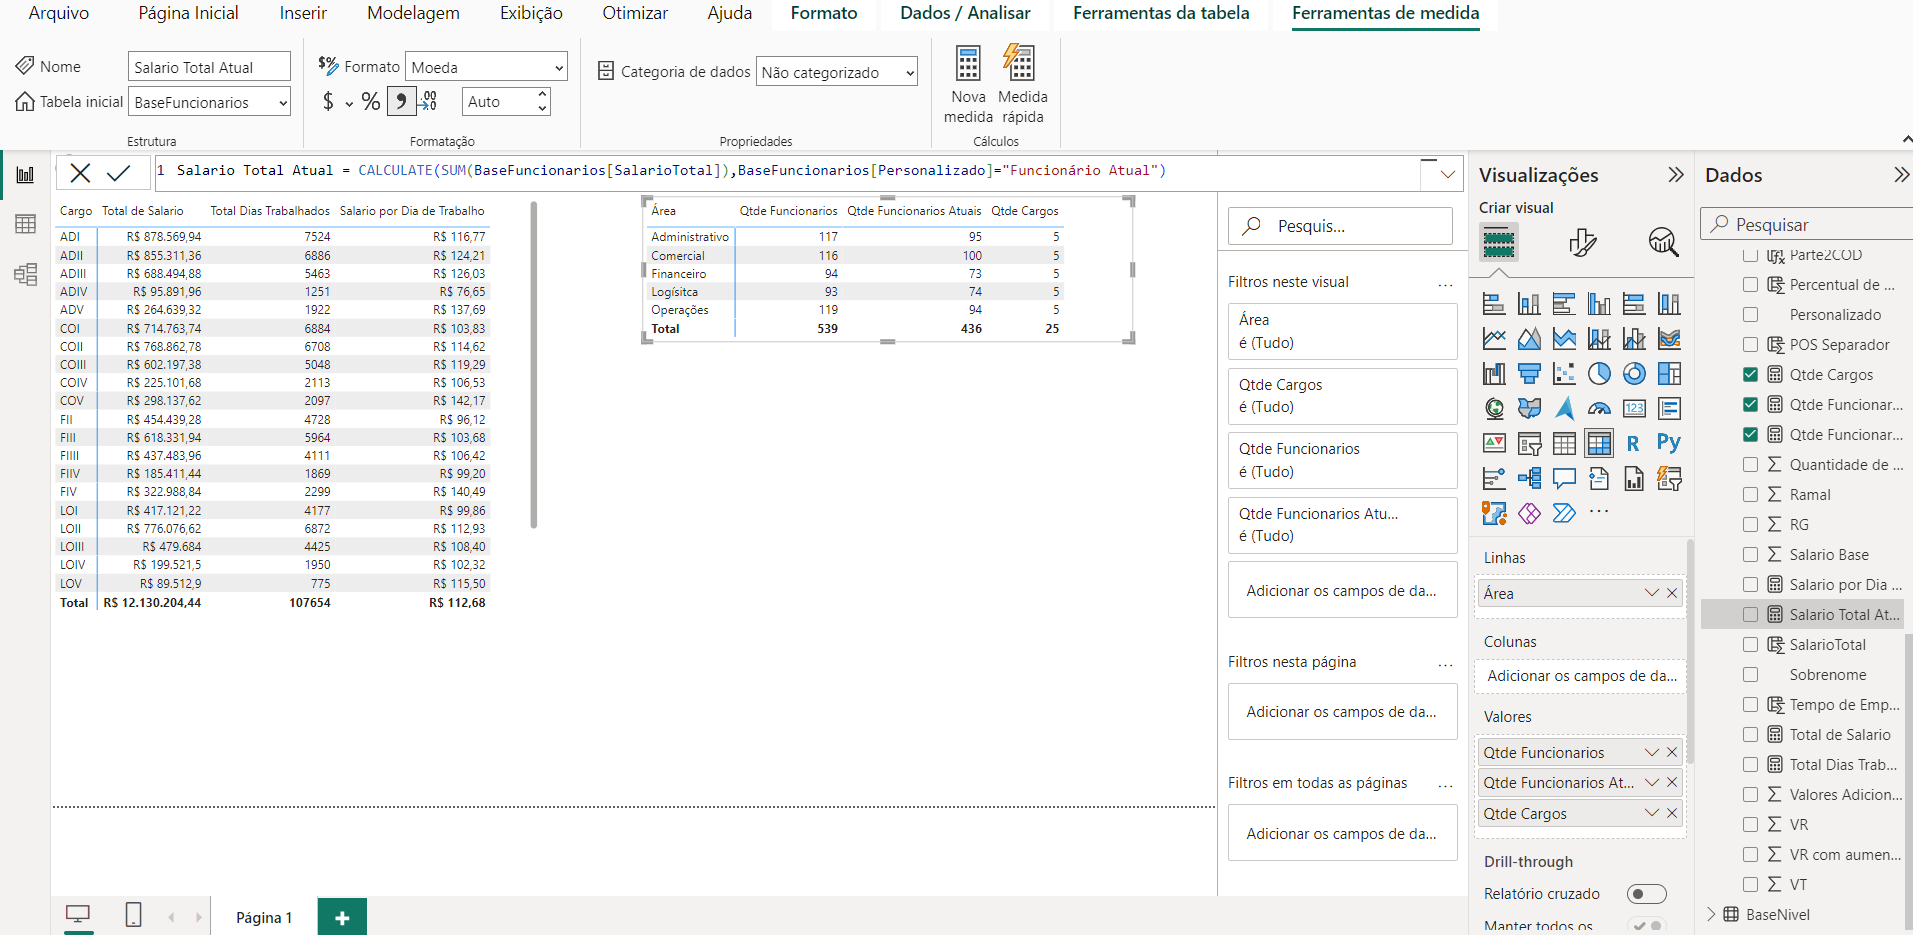 Arquivo Página Inicial Inserir Modelagem Exibição Otimizar Ajuda Formato Dados / Analisar Ferramentas da tabela Ferramentas de medida
Nome Salario Total Atual
Tabela inicial BaseFuncionarios
Estrutura
$% Formato Moeda
$ % , .00 Auto
Formatação
Categoria de dados Não categorizado
Propriedades
Nova medida
Medida rápida
Cálculos
1 Salario Total Atual = CALCULATE(SUM(BaseFuncionarios[SalarioTotal]),BaseFuncionarios[Personalizado]="Funcionário Atual")
Cargo Total de Salario Total Dias Trabalhados Salario por Dia de Trabalho
ADI R$ 878.569,94 7524 R$ 116,77
ADII R$ 855.311,36 6886 R$ 124,21
ADIII R$ 688.494,88 5463 R$ 126,03
ADIV R$ 95.891,96 1251 R$ 76,65
ADV R$ 264.639,32 1922 R$ 137,69
COI R$ 714.763,74 6884 R$ 103,83
COII R$ 768.862,78 6708 R$ 114,62
COIII R$ 602.197,38 5048 R$ 119,29
COIV R$ 225.101,68 2113 R$ 106,53
COV R$ 298.137,62 2097 R$ 142,17
FII R$ 454.439,28 4728 R$ 96,12
FIII R$ 618.331,94 5964 R$ 103,68
FIIII R$ 437.483,96 4111 R$ 106,42
FIIV R$ 185.411,44 1869 R$ 99,20
FIV R$ 322.988,84 2299 R$ 140,49
LOI R$ 417.121,22 4177 R$ 99,86
LOII R$ 776.076,62 6872 R$ 112,93
LOIII R$ 479.684 4425 R$ 108,40
LOIV R$ 199.521,5 1950 R$ 102,32
LOV R$ 89.512,9 775 R$ 115,50
Total R$ 12.130.204,44 107654 R$ 112,68
Área Qtde Funcionarios Qtde Funcionarios Atuais Qtde Cargos
Administrativo 117 95 5
Comercial 116 100 5
Financeiro 94 73 5
Logísitca 93 74 5
Operações 119 94 5
Total 539 436 25
Pesquis...
Filtros neste visual ...
Área
é (Tudo)
Qtde Cargos
é (Tudo)
Qtde Funcionarios
é (Tudo)
Qtde Funcionarios Atu...
é (Tudo)
Adicionar os campos de da...
Filtros nesta página ...
Adicionar os campos de da...
Filtros em todas as páginas ...
Adicionar os campos de da...
Visualizações
Criar visual
123
R Py
...
Linhas
Área
Colunas
Adicionar os campos de da...
Valores
Qtde Funcionarios
Qtde Funcionarios At...
Qtde Cargos
Drill-through
Relatório cruzado
Manter todos os
Dados
Pesquisar
Parte2COD
Percentual de ...
Personalizado
POS Separador
Qtde Cargos
Qtde Funcionar...
Qtde Funcionar...
Quantidade de ...
Ramal
RG
Salario Base
Salario por Dia ...
Salario Total At...
SalarioTotal
Sobrenome
Tempo de Emp...
Total de Salario
Total Dias Trab...
Valores Adicion...
VR
VR com aumen...
VT
BaseNivel
Página 1